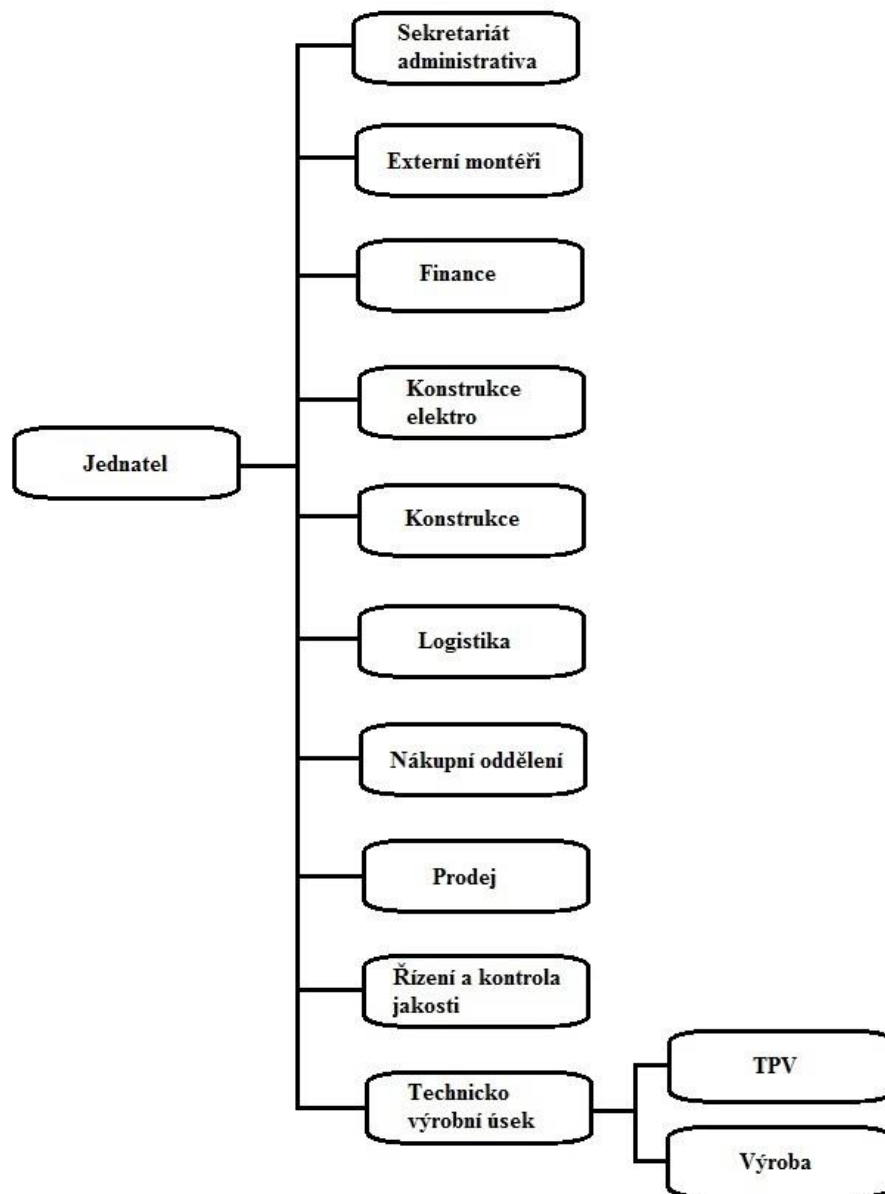 Sekretariát
administrativa
Externí montéři
Finance
Konstrukce
elektro
Jednatel
Konstrukce
Logistika
Nákupní oddělení
Prodej
Řízení a kontrola
jakosti
Technicko
výrobní úsek
TPV
Výroba